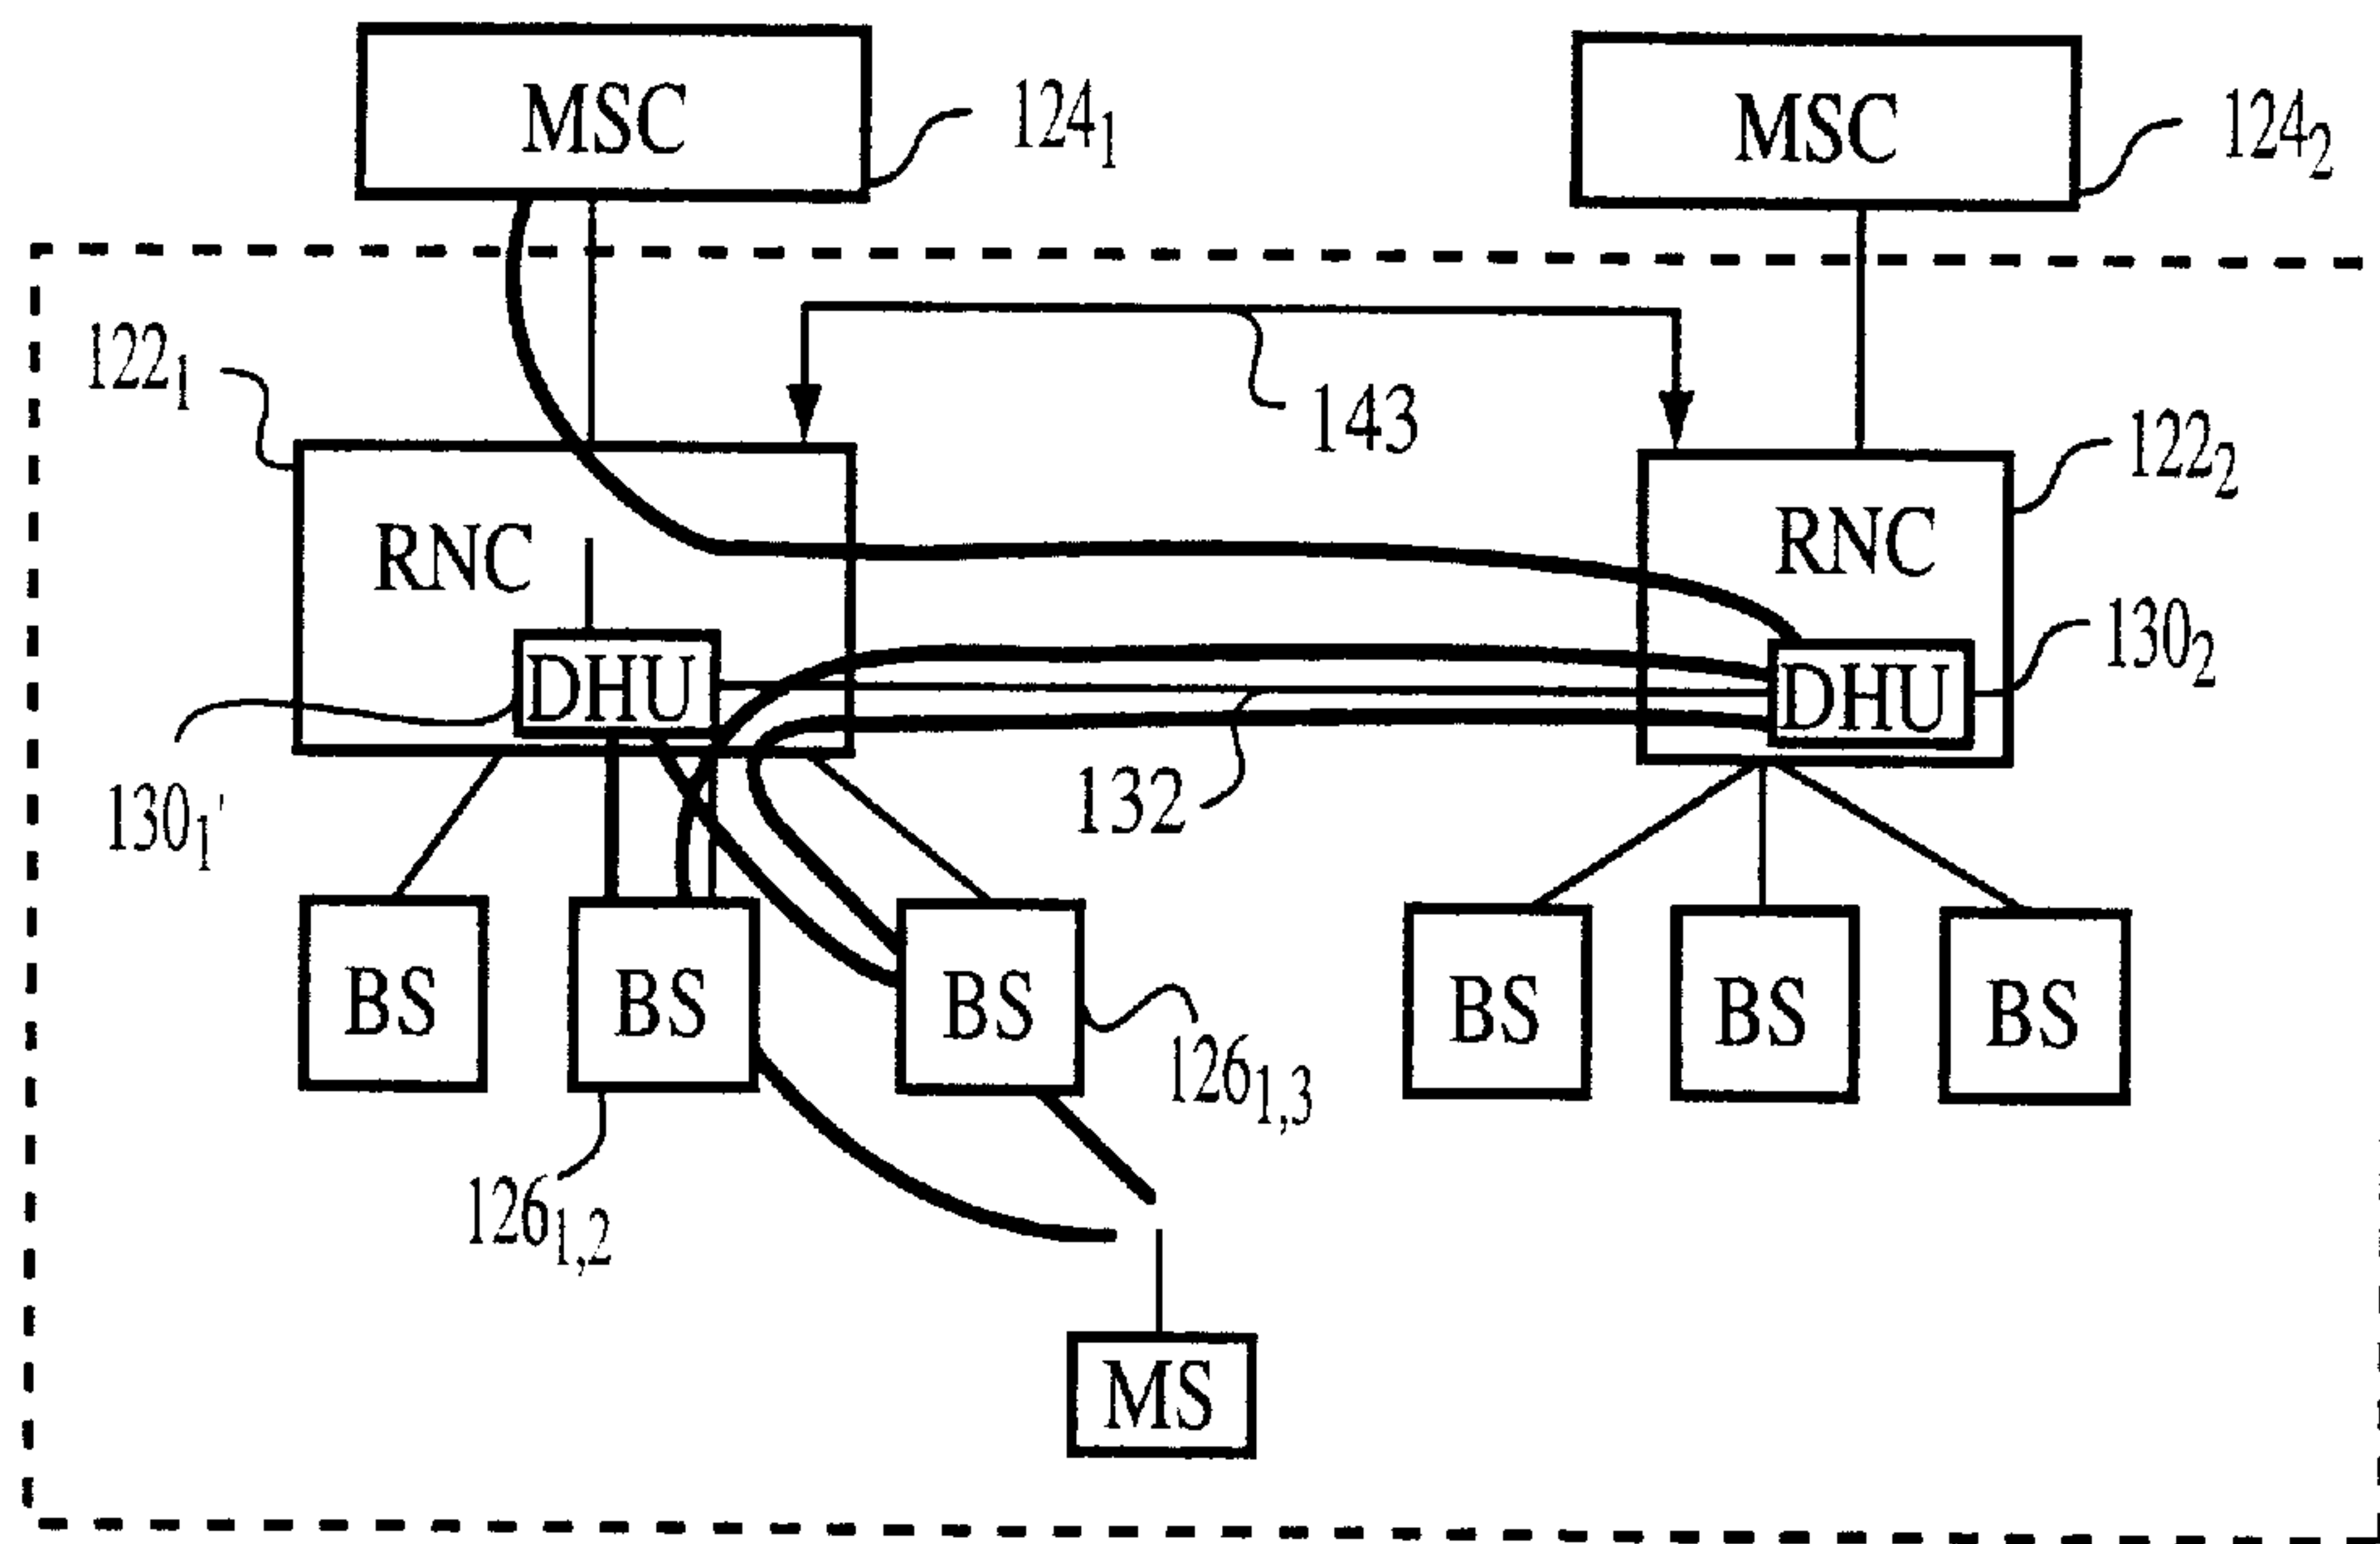 MSC
124₁
MSC
124₂
122₁
143
122₂
RNC
RNC
DHU
130₂
DHU
132
130₁'
BS
BS
BS
BS
BS
BS
126₁,₃
126₁,₂
MS